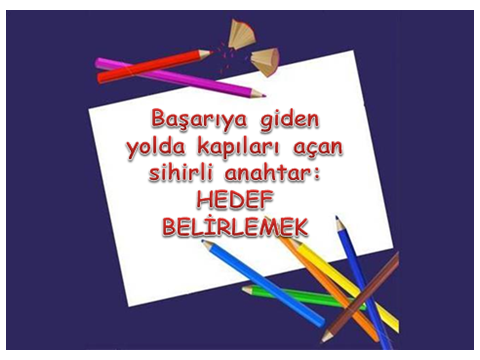 Başarıya giden
yolda kapıları açan
sihirli anahtar:
HEDEF
BELİRLEMEK